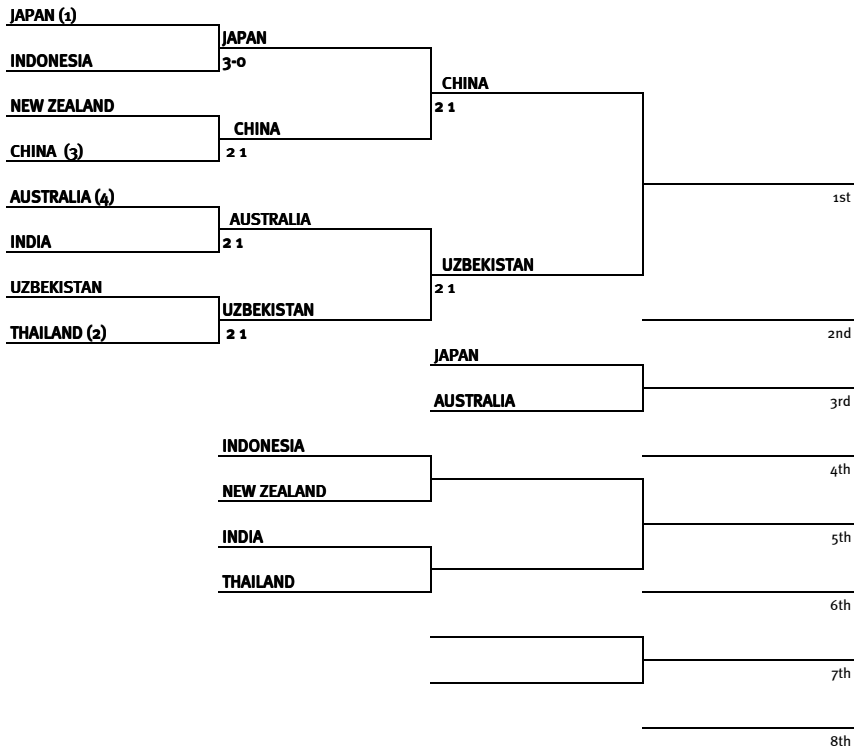 JAPAN (1)
JAPAN
INDONESIA
3-0
CHINA
NEW ZEALAND
2 1
CHINA
CHINA (3)
2 1
AUSTRALIA (4)
1st
AUSTRALIA
INDIA
2 1
UZBEKISTAN
UZBEKISTAN
2 1
UZBEKISTAN
THAILAND (2)
2 1
2nd
JAPAN
AUSTRALIA
3rd
INDONESIA
4th
NEW ZEALAND
INDIA
5th
THAILAND
6th
7th
8th